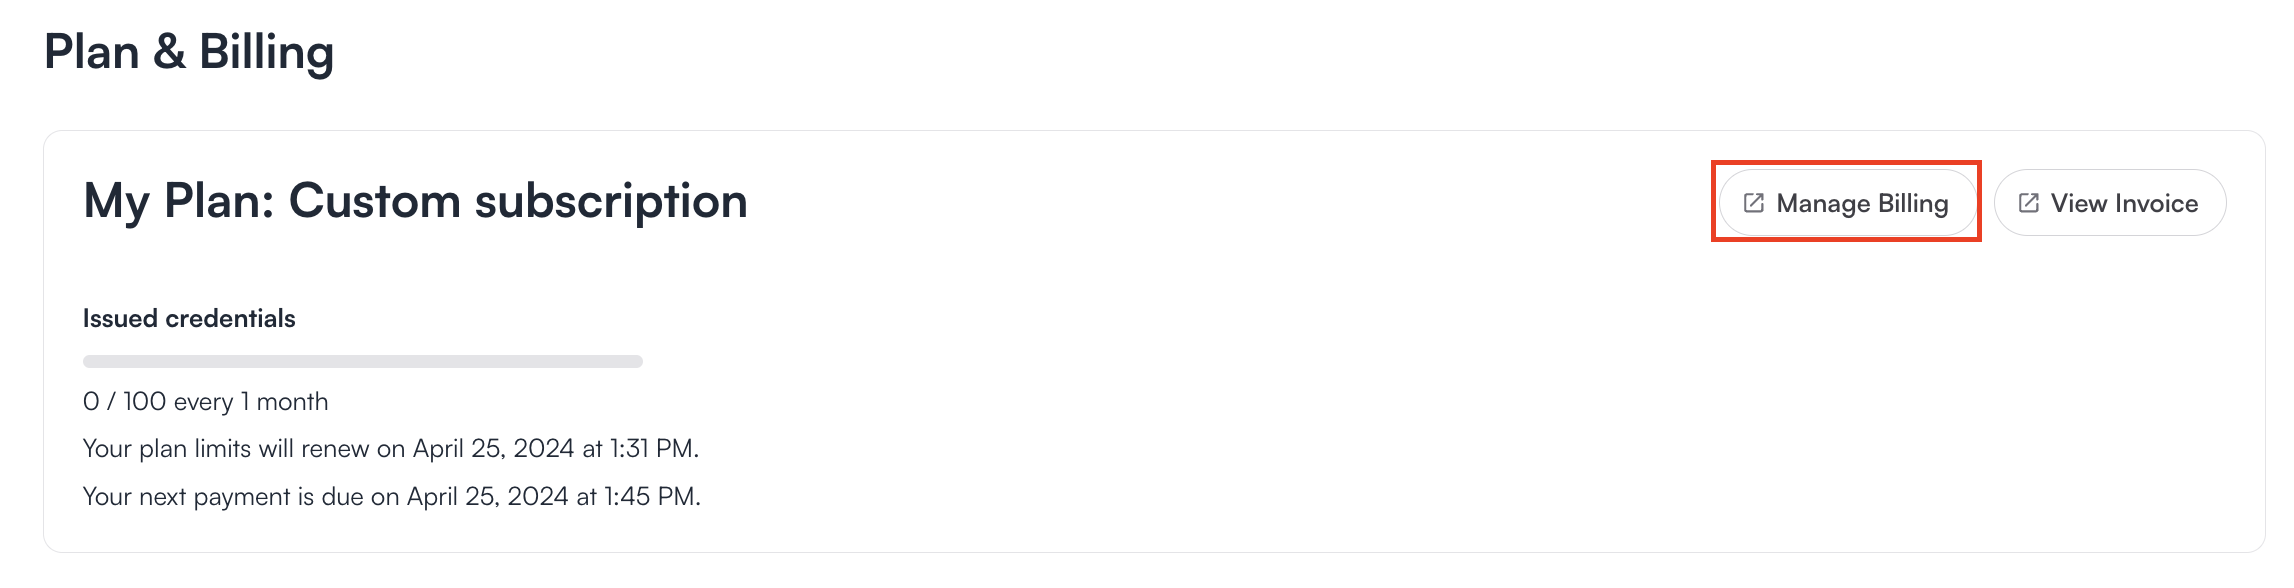 Plan & Billing
My Plan: Custom subscription
Manage Billing
View Invoice
Issued credentials
0 / 100 every 1 month
Your plan limits will renew on April 25, 2024 at 1:31 PM.
Your next payment is due on April 25, 2024 at 1:45 PM.